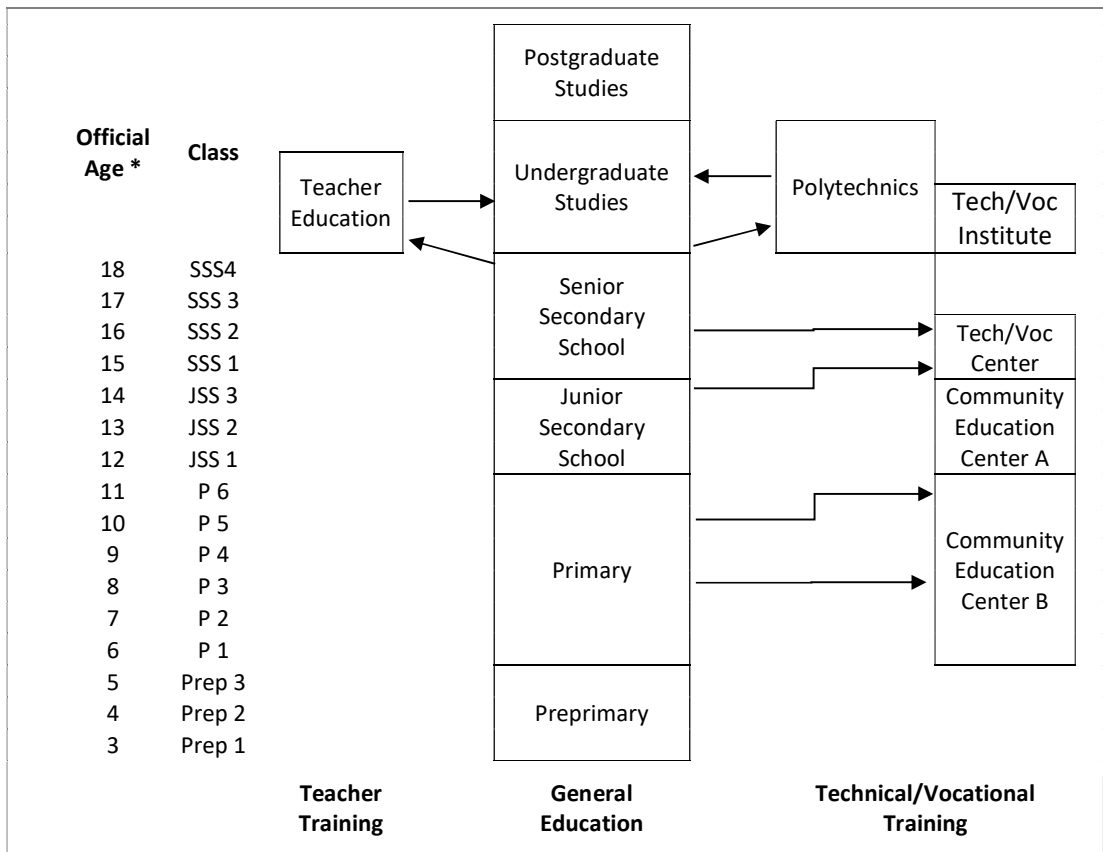 Postgraduate
Studies
Official
Age *
Class
Teacher
Education
Undergraduate
Studies
Polytechnics
Tech/Voc
Institute
18 SSS4
17 SSS 3
16 SSS 2
15 SSS 1
14 JSS 3
13 JSS 2
12 JSS 1
11 P 6
10 P 5
9 P 4
8 P 3
7 P 2
6 P 1
5 Prep 3
4 Prep 2
3 Prep 1
Senior
Secondary
School
Tech/Voc
Center
Junior
Secondary
School
Community
Education
Center A
Primary
Community
Education
Center B
Preprimary
Teacher
Training
General
Education
Technical/Vocational
Training